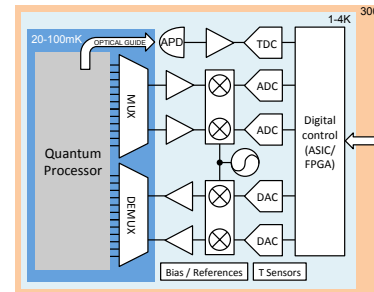 300
1-4K
20-100mK
OPTICAL GUIDE
APD
TDC
MUX
ADC
ADC
Quantum
Processor
Digital
control
(ASIC/
FPGA)
DEMUX
DAC
DAC
Bias / References
T Sensors